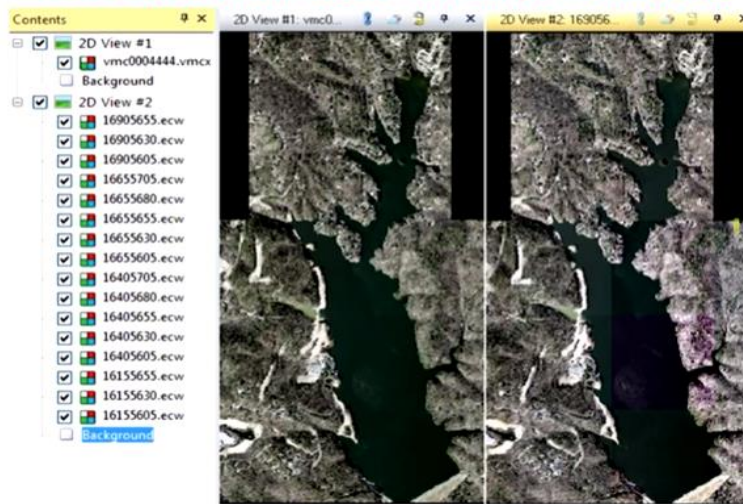 Contents
2D View #1
vmc0004444.vmcx
Background
2D View #2
16905655.ecw
16905630.ecw
16905605.ecw
16655705.ecw
16655680.ecw
16655655.ecw
16655630.ecw
16655605.ecw
16405705.ecw
16405680.ecw
16405655.ecw
16405630.ecw
16405605.ecw
16155655.ecw
16155630.ecw
16155605.ecw
Background
2D View #1: vmc0...
2D View #2: 169056...